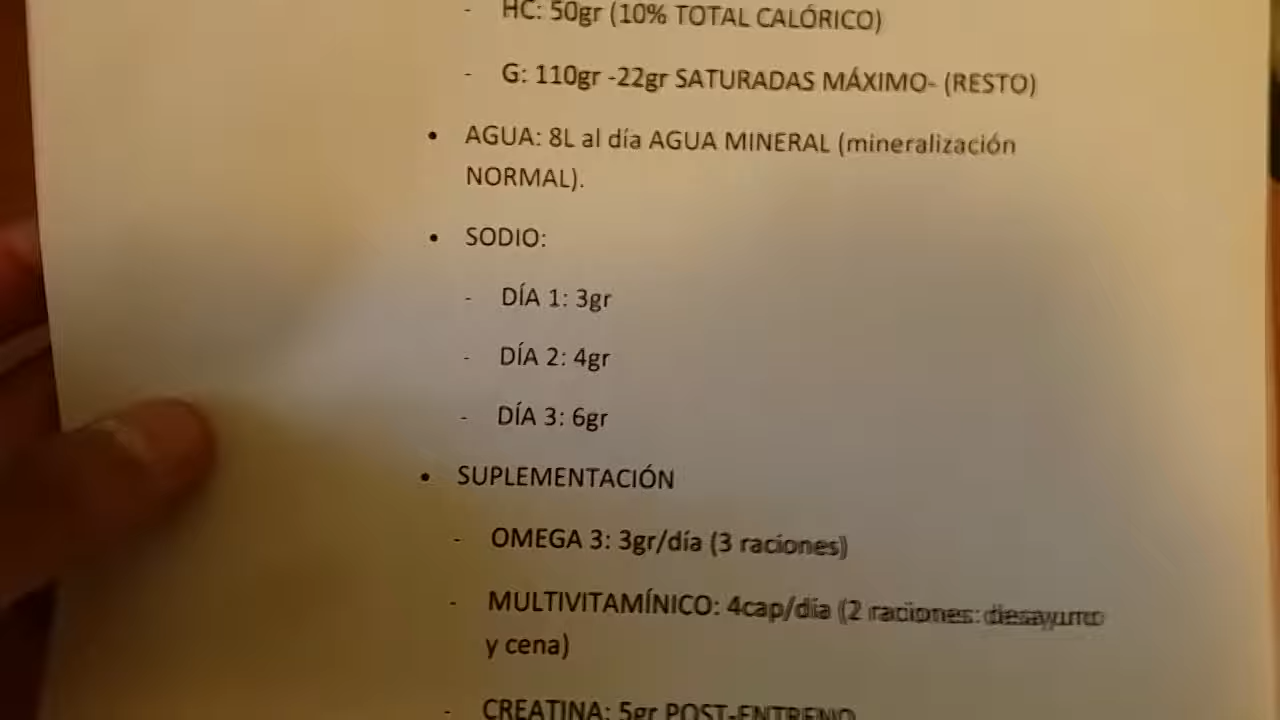 - HC: 50gr (10% TOTAL CALÓRICO)
- G: 110gr -22gr SATURADAS MÁXIMO- (RESTO)
• AGUA: 8L al día AGUA MINERAL (mineralización
NORMAL).
• SODIO:
- DÍA 1: 3gr
- DÍA 2: 4gr
- DÍA 3: 6gr
• SUPLEMENTACIÓN
- OMEGA 3: 3gr/día (3 raciones)
- MULTIVITAMÍNICO: 4cap/día (2 raciones: desayuno
y cena)
- CREATINA: 5gr POST-ENTRENO